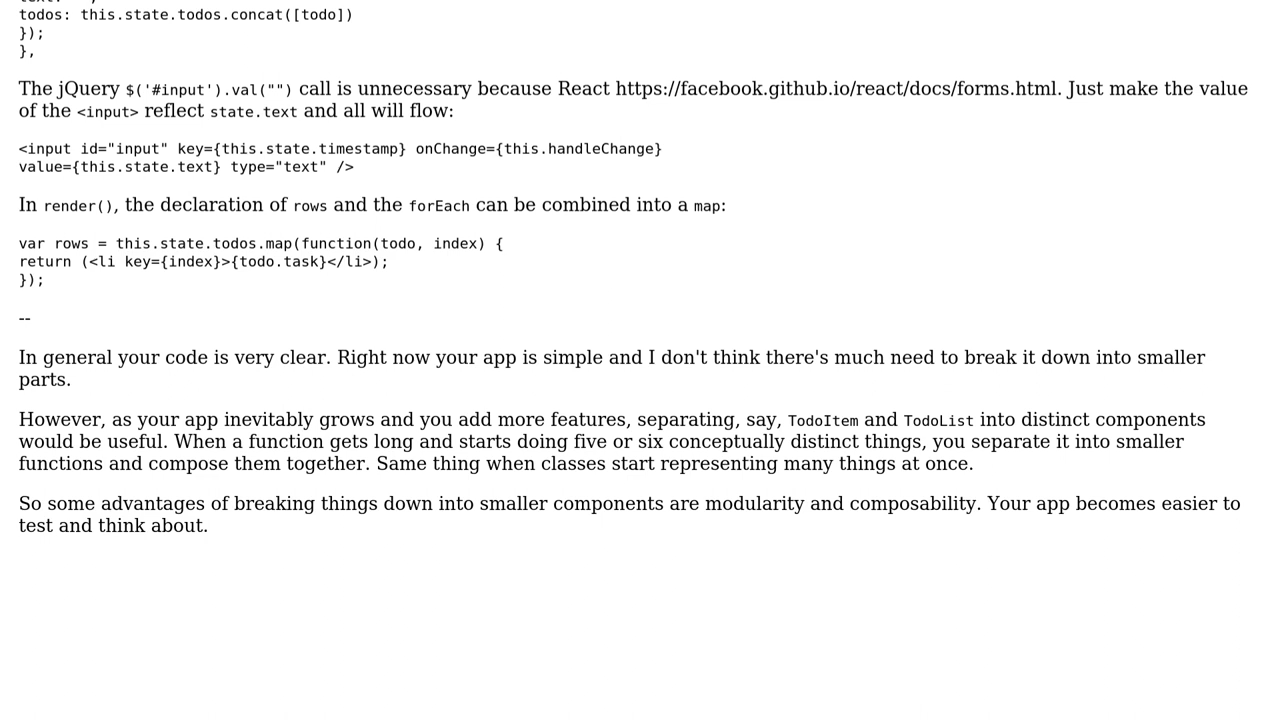 todos: this.state.todos.concat([todo])
});
},
The jQuery $('#input').val("") call is unnecessary because React https://facebook.github.io/react/docs/forms.html. Just make the value
of the <input> reflect state.text and all will flow:
<input id="input" key={this.state.timestamp} onChange={this.handleChange}
value={this.state.text} type="text" />
In render(), the declaration of rows and the forEach can be combined into a map:
var rows = this.state.todos.map(function(todo, index) {
return (<li key={index}>{todo.task}</li>);
});
--
In general your code is very clear. Right now your app is simple and I don't think there's much need to break it down into smaller
parts.
However, as your app inevitably grows and you add more features, separating, say, TodoItem and TodoList into distinct components
would be useful. When a function gets long and starts doing five or six conceptually distinct things, you separate it into smaller
functions and compose them together. Same thing when classes start representing many things at once.
So some advantages of breaking things down into smaller components are modularity and composability. Your app becomes easier to
test and think about.